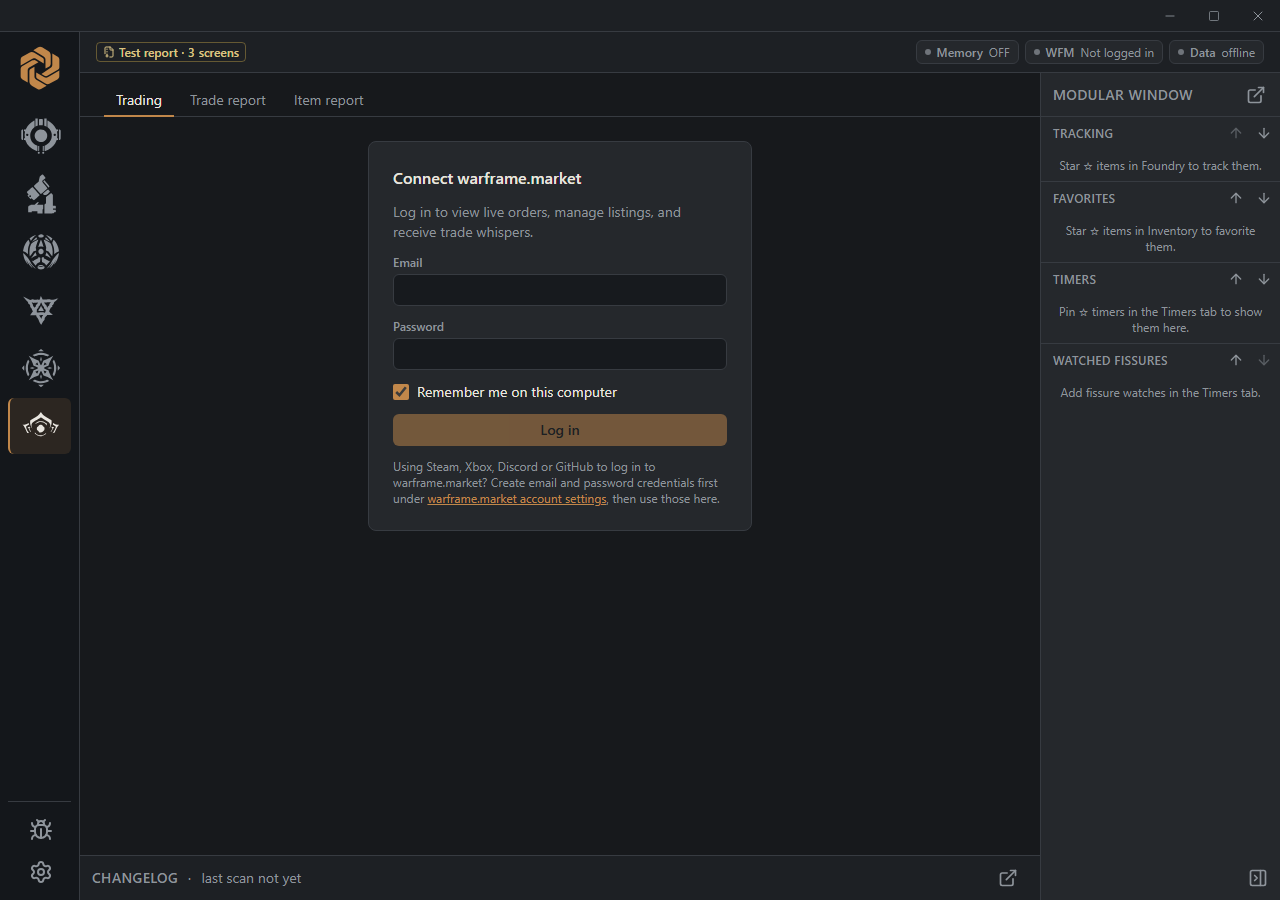 Test report · 3 screens
Memory OFF
WFM Not logged in
Data offline
Trading
Trade report
Item report
Connect warframe.market
Log in to view live orders, manage listings, and
receive trade whispers.
Email
Password
Remember me on this computer
Log in
Using Steam, Xbox, Discord or GitHub to log in to
warframe.market? Create email and password credentials first
under warframe.market account settings, then use those here.
MODULAR WINDOW
TRACKING
Star ☆ items in Foundry to track them.
FAVORITES
Star ☆ items in Inventory to favorite
them.
TIMERS
Pin ☆ timers in the Timers tab to show
them here.
WATCHED FISSURES
Add fissure watches in the Timers tab.
CHANGELOG · last scan not yet